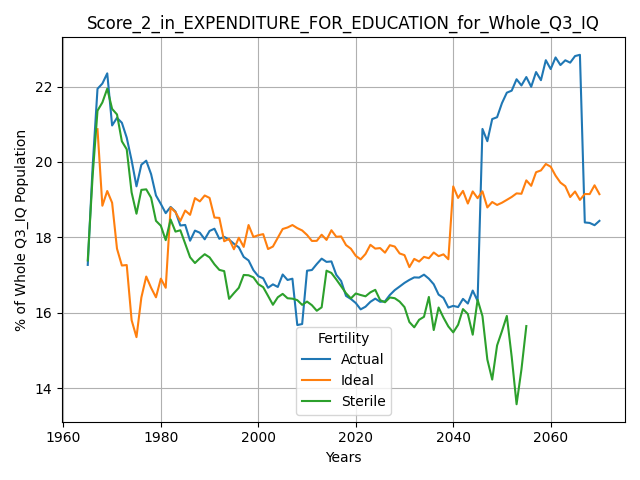 Score_2_in_EXPENDITURE_FOR_EDUCATION_for_Whole_Q3_IQ
% of Whole Q3_IQ Population
22
20
18
16
14
Fertility
Actual
Ideal
Sterile
1960 1980 2000 2020 2040 2060
Years